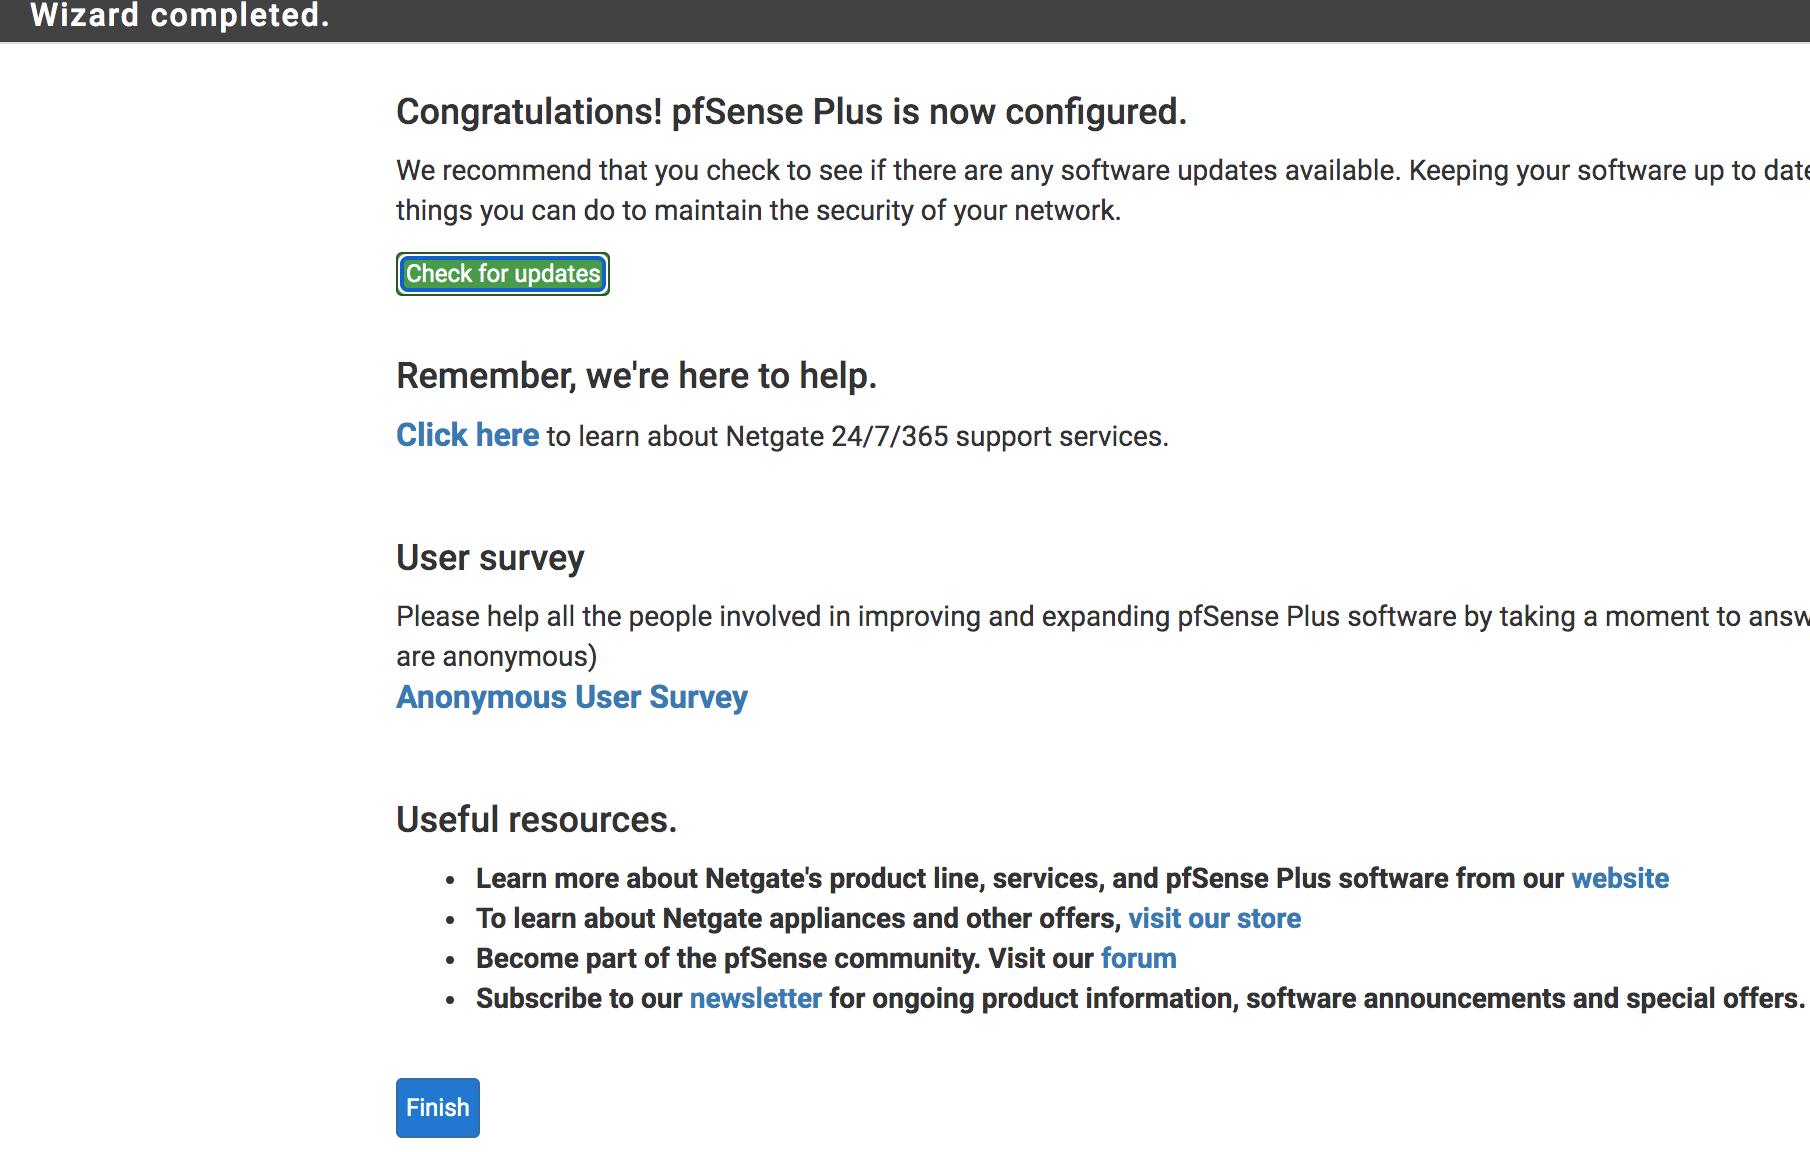 Wizard completed.
Congratulations! pfSense Plus is now configured.
We recommend that you check to see if there are any software updates available. Keeping your software up to date
things you can do to maintain the security of your network.
Check for updates
Remember, we're here to help.
Click here to learn about Netgate 24/7/365 support services.
User survey
Please help all the people involved in improving and expanding pfSense Plus software by taking a moment to answ
are anonymous)
Anonymous User Survey
Useful resources.
• Learn more about Netgate's product line, services, and pfSense Plus software from our website
• To learn about Netgate appliances and other offers, visit our store
• Become part of the pfSense community. Visit our forum
• Subscribe to our newsletter for ongoing product information, software announcements and special offers.
Finish